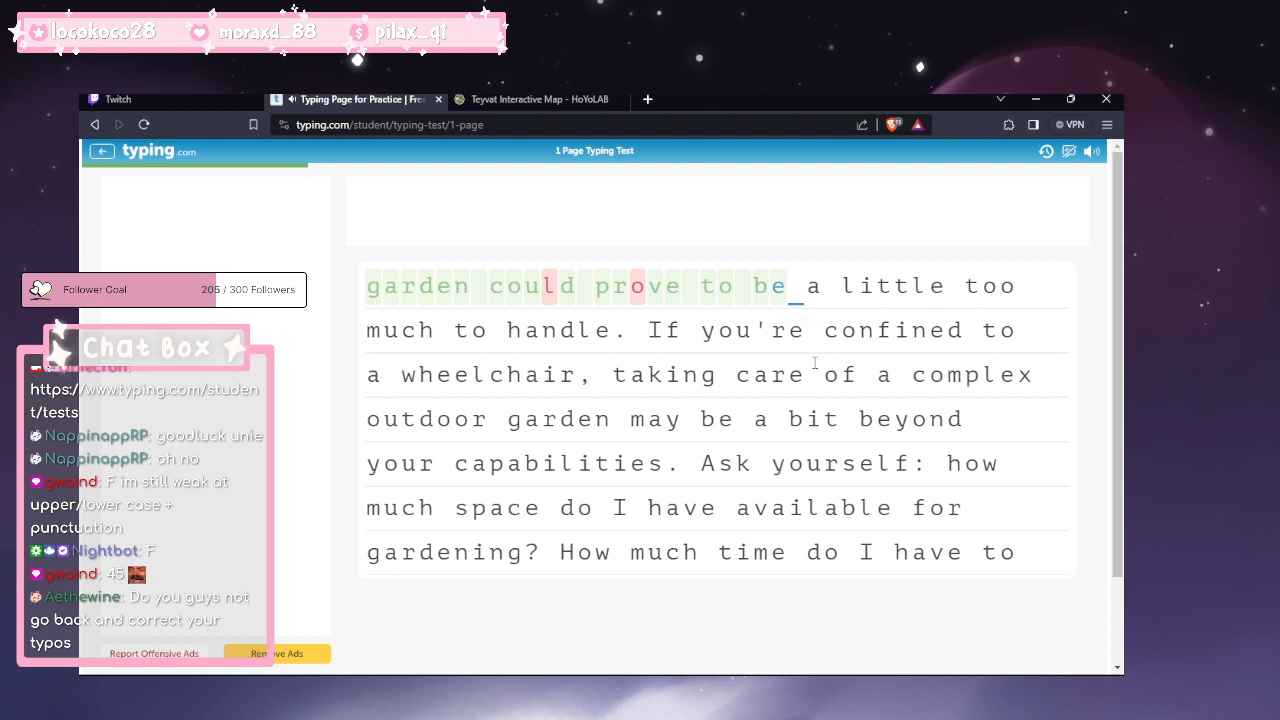 locokoco28 moraxd_88 pilax_qt
Twitch Typing Page for Practice | Fre Teyvat Interactive Map - HoYoLAB
typing.com/student/typing-test/1-page VPN
typing.com 1 Page Typing Test
garden could prove to be_a little too
much to handle. If you're confined to
a wheelchair, taking care of a complex
outdoor garden may be a bit beyond
your capabilities. Ask yourself: how
much space do I have available for
gardening? How much time do I have to
Follower Goal 205 / 300 Followers
Chat Box
https://www.typing.com/studen
t/tests
NappinappRP: goodluck unie
NappinappRP: oh no
gwaind: F im still weak at
upper/lower case +
punctuation
Nightbot: F
gwaind: 45
Aethewine: Do you guys not
go back and correct your
typos
Report Offensive Ads Remove Ads